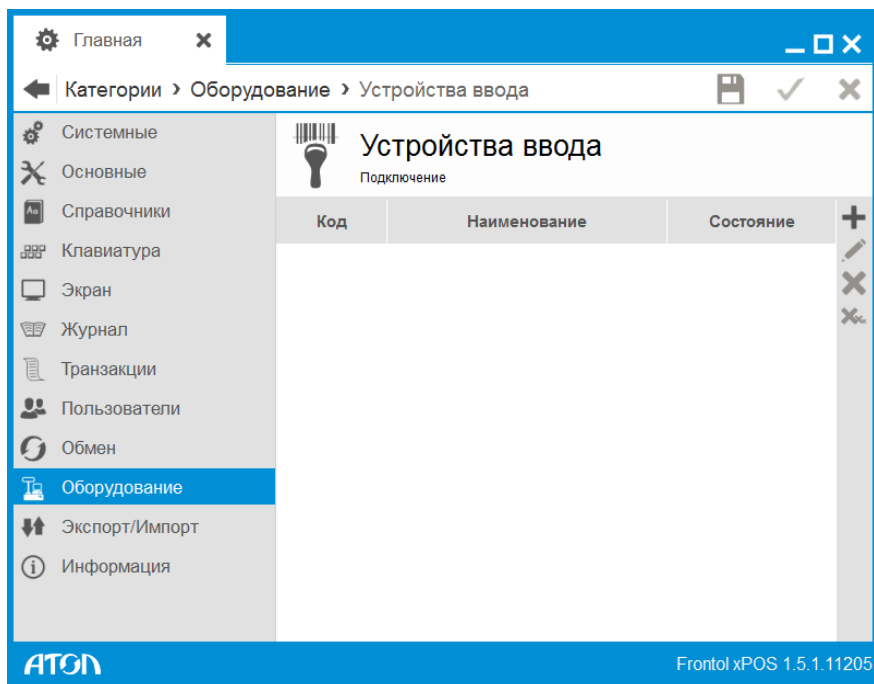 Главная
Категории › Оборудование › Устройства ввода
Системные
Основные
Справочники
Клавиатура
Экран
Журнал
Транзакции
Пользователи
Обмен
Оборудование
Экспорт/Импорт
Информация
Устройства ввода
Подключение
Код Наименование Состояние
АТОЛ
Frontol xPOS 1.5.1.11205